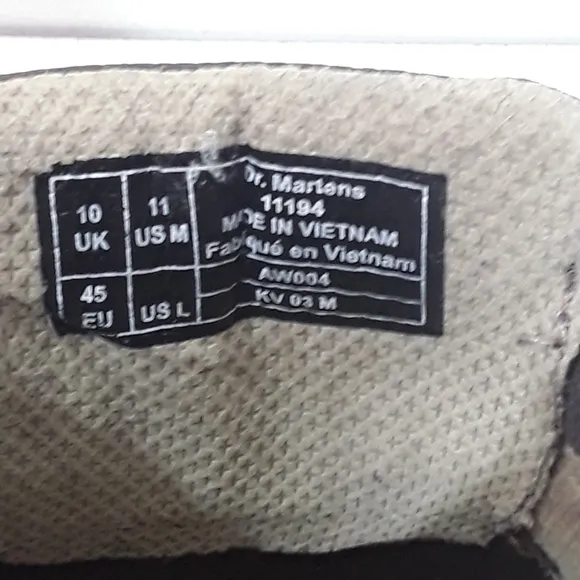 10
UK
11
US M
45
EU
US L
Dr. Martens
11194
MADE IN VIETNAM
Fabriqué en Vietnam
AW004
KV 03 M